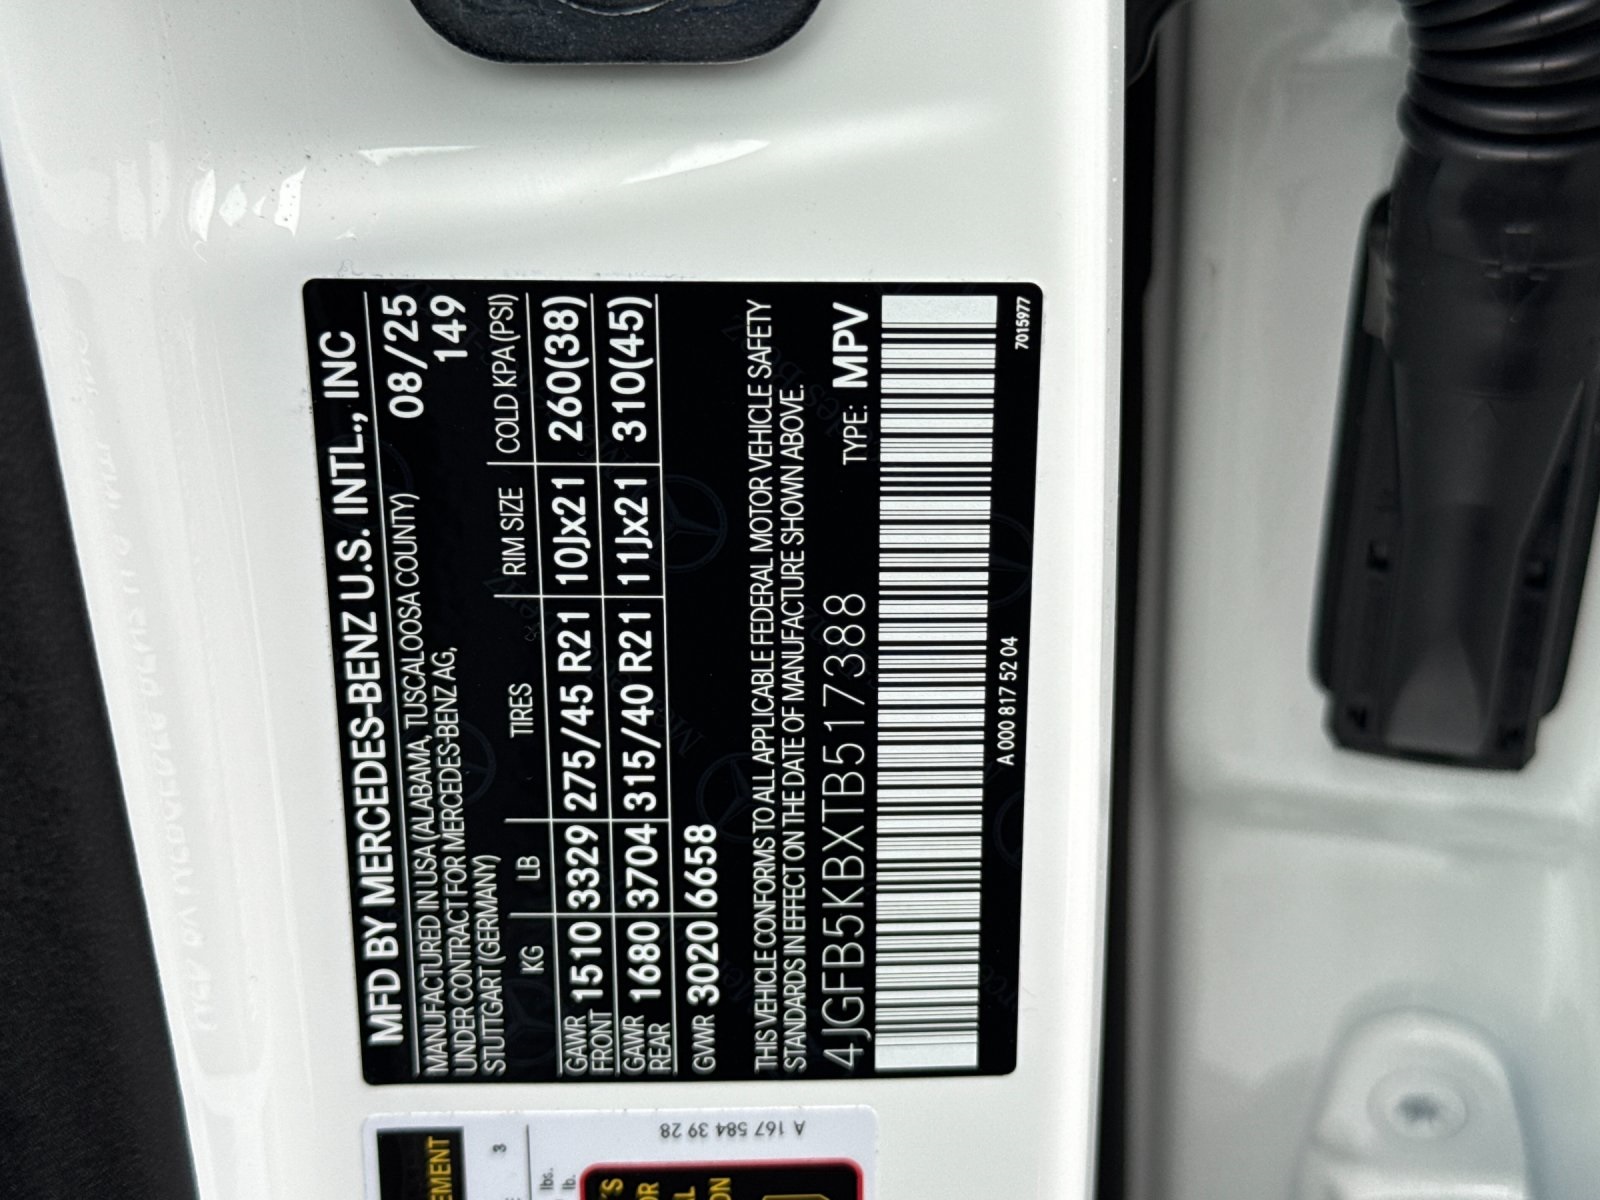 MFD BY MERCEDES-BENZ U.S. INTL., INC
MANUFACTURED IN USA (ALABAMA, TUSCALOOSA COUNTY) 08/25
UNDER CONTRACT FOR MERCEDES-BENZ AG, 149
STUTTGART (GERMANY)
KG LB TIRES RIM SIZE COLD KPA (PSI)
GAWR FRONT 1510 3329 275/45 R21 10Jx21 260(38)
GAWR REAR 1680 3704 315/40 R21 11Jx21 310(45)
GVWR 3020 6658
THIS VEHICLE CONFORMS TO ALL APPLICABLE FEDERAL MOTOR VEHICLE SAFETY
STANDARDS IN EFFECT ON THE DATE OF MANUFACTURE SHOWN ABOVE.
4JGFB5KBXTB517388 TYPE: MPV
A 000 817 52 04 7015977
A 167 584 39 28
3
lbs.
lb.